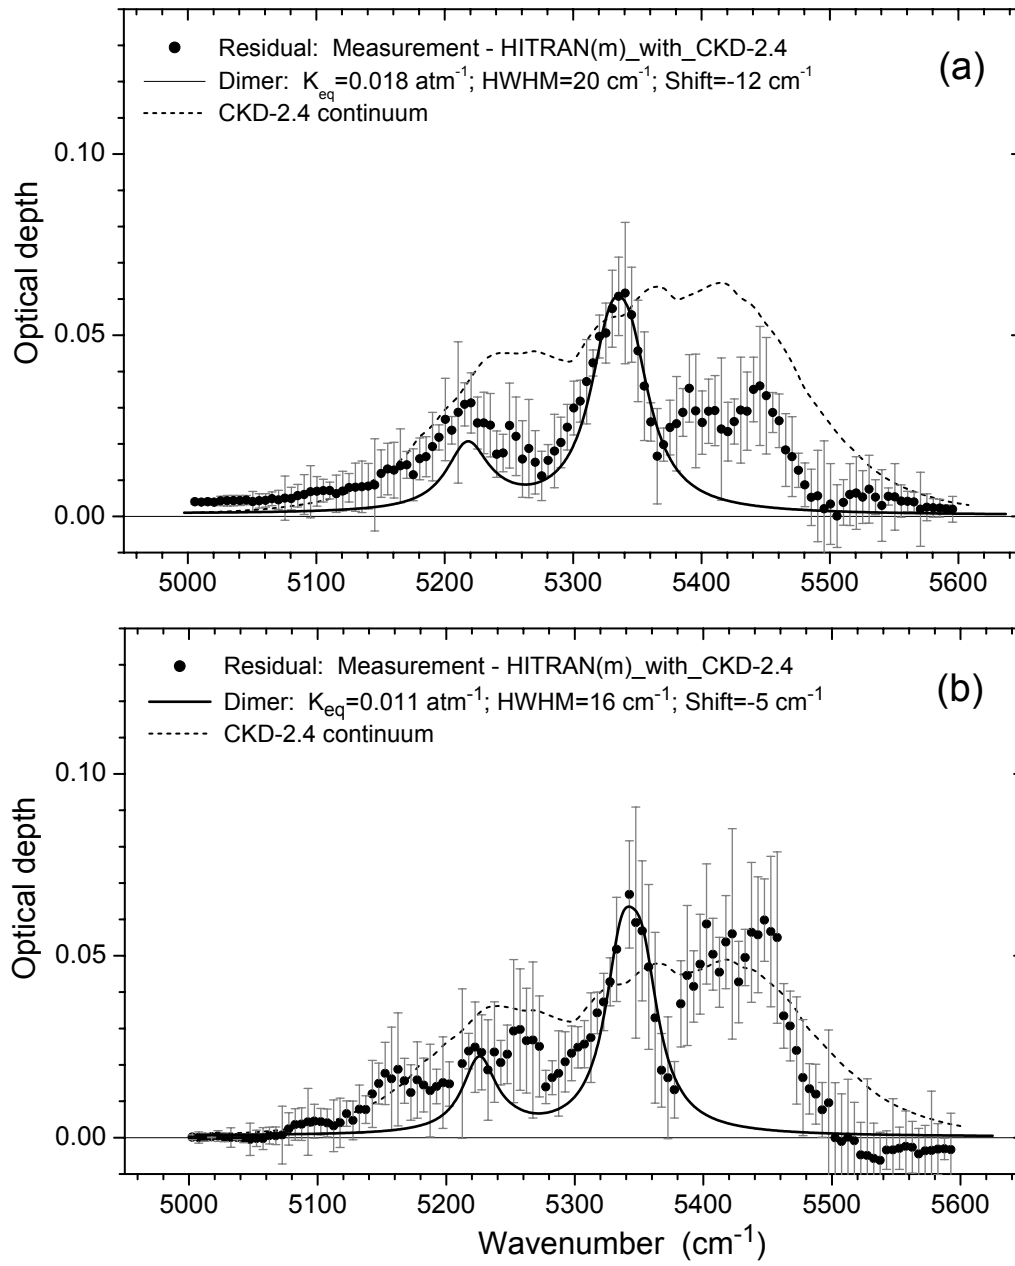 (a)
Residual: Measurement - HITRAN(m)_with_CKD-2.4
Dimer: K_eq=0.018 atm⁻¹; HWHM=20 cm⁻¹; Shift=-12 cm⁻¹
CKD-2.4 continuum
Optical depth
0.10
0.05
0.00
5000 5100 5200 5300 5400 5500 5600
(b)
Residual: Measurement - HITRAN(m)_with_CKD-2.4
Dimer: K_eq=0.011 atm⁻¹; HWHM=16 cm⁻¹; Shift=-5 cm⁻¹
CKD-2.4 continuum
Optical depth
0.10
0.05
0.00
5000 5100 5200 5300 5400 5500 5600
Wavenumber (cm⁻¹)